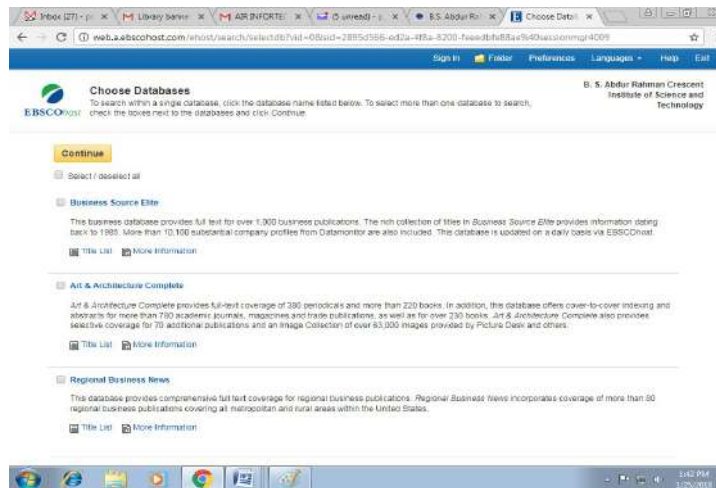 Inbox (27) - p
Library banne
AIR INFORTE
(5 unread) - p
B.S. Abdur Ra
Choose Data
web.a.ebscohost.com/ehost/search/selectdb?vid=0&sid=
Sign In Folder Preferences Languages Help Exit
EBSCOhost
Choose Databases
To search within a single database, click the database name listed below. To select more than one database to search,
check the boxes next to the databases and click Continue.
B. S. Abdur Rahman Crescent
Institute of Science and
Technology
Continue
Select / deselect all
Business Source Elite
This business database provides full text for over 1,000 business publications. The rich collection of titles in Business Source Elite provides information dating
back to 1985. More than 10,100 substantial company profiles from Datamonitor are also included. This database is updated on a daily basis via EBSCOhost.
Title List More Information
Art & Architecture Complete
Art & Architecture Complete provides full-text coverage of 380 periodicals and more than 220 books. In addition, this database offers cover-to-cover indexing and
abstracts for more than 780 academic journals, magazines and trade publications, as well as for over 230 books. Art & Architecture Complete also provides
selective coverage for 70 additional publications and an Image Collection of over 63,000 images provided by Picture Desk and others.
Title List More Information
Regional Business News
This database provides comprehensive full text coverage for regional business publications. Regional Business News incorporates coverage of more than 80
regional business publications covering all metropolitan and rural areas within the United States.
Title List More Information
1:42 PM
1/25/2018